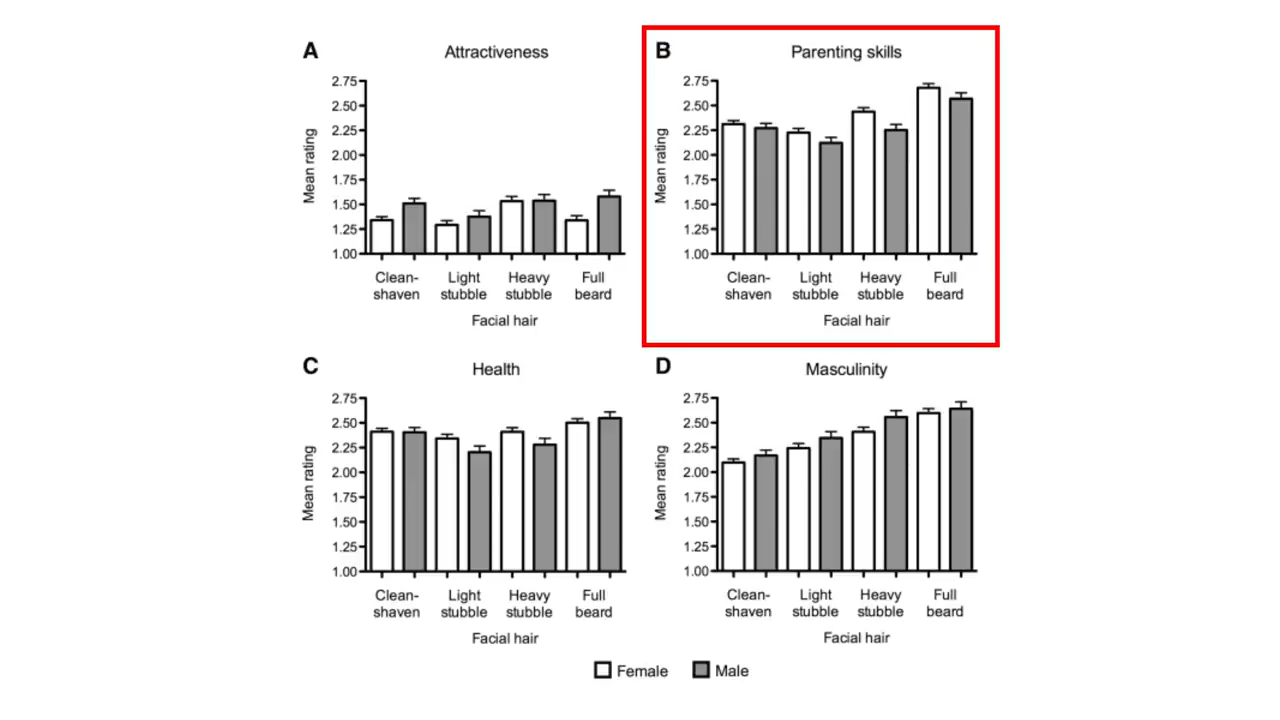 A Attractiveness
2.75
2.50
2.25
2.00
1.75
1.50
1.25
1.00
Mean rating
Clean-shaven
Light stubble
Heavy stubble
Full beard
Facial hair
B Parenting skills
2.75
2.50
2.25
2.00
1.75
1.50
1.25
1.00
Mean rating
Clean-
shaven
Light
stubble
Heavy
stubble
Full
beard
Facial hair
C Health
2.75
2.50
2.25
2.00
1.75
1.50
1.25
1.00
Mean rating
Clean-
shaven
Light
stubble
Heavy
stubble
Full
beard
Facial hair
D Masculinity
2.75
2.50
2.25
2.00
1.75
1.50
1.25
1.00
Mean rating
Clean-
shaven
Light
stubble
Heavy
stubble
Full
beard
Facial hair
Female Male